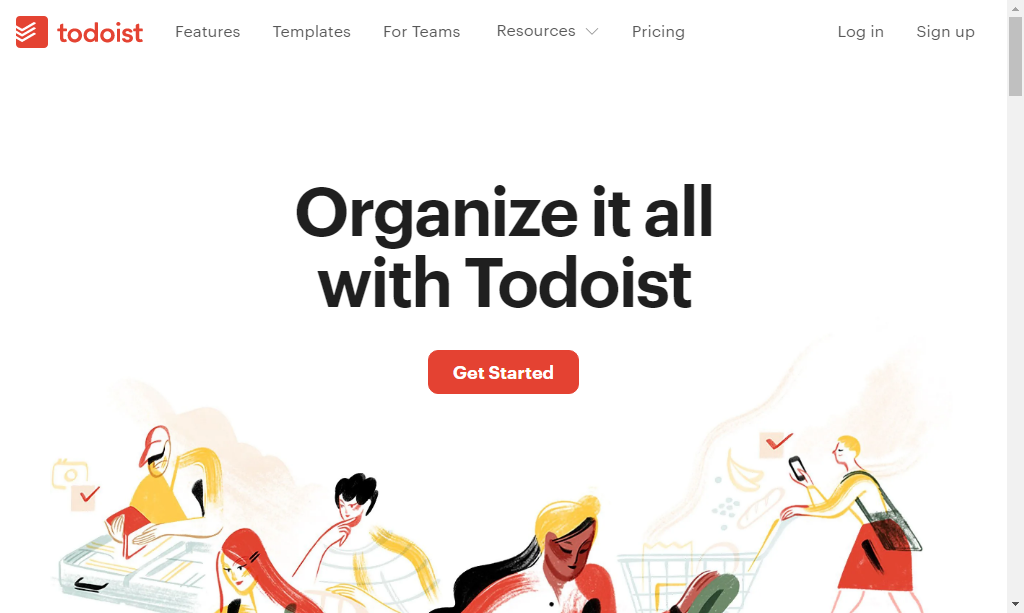 todoist Features Templates For Teams Resources Pricing Log in Sign up
Organize it all
with Todoist
Get Started